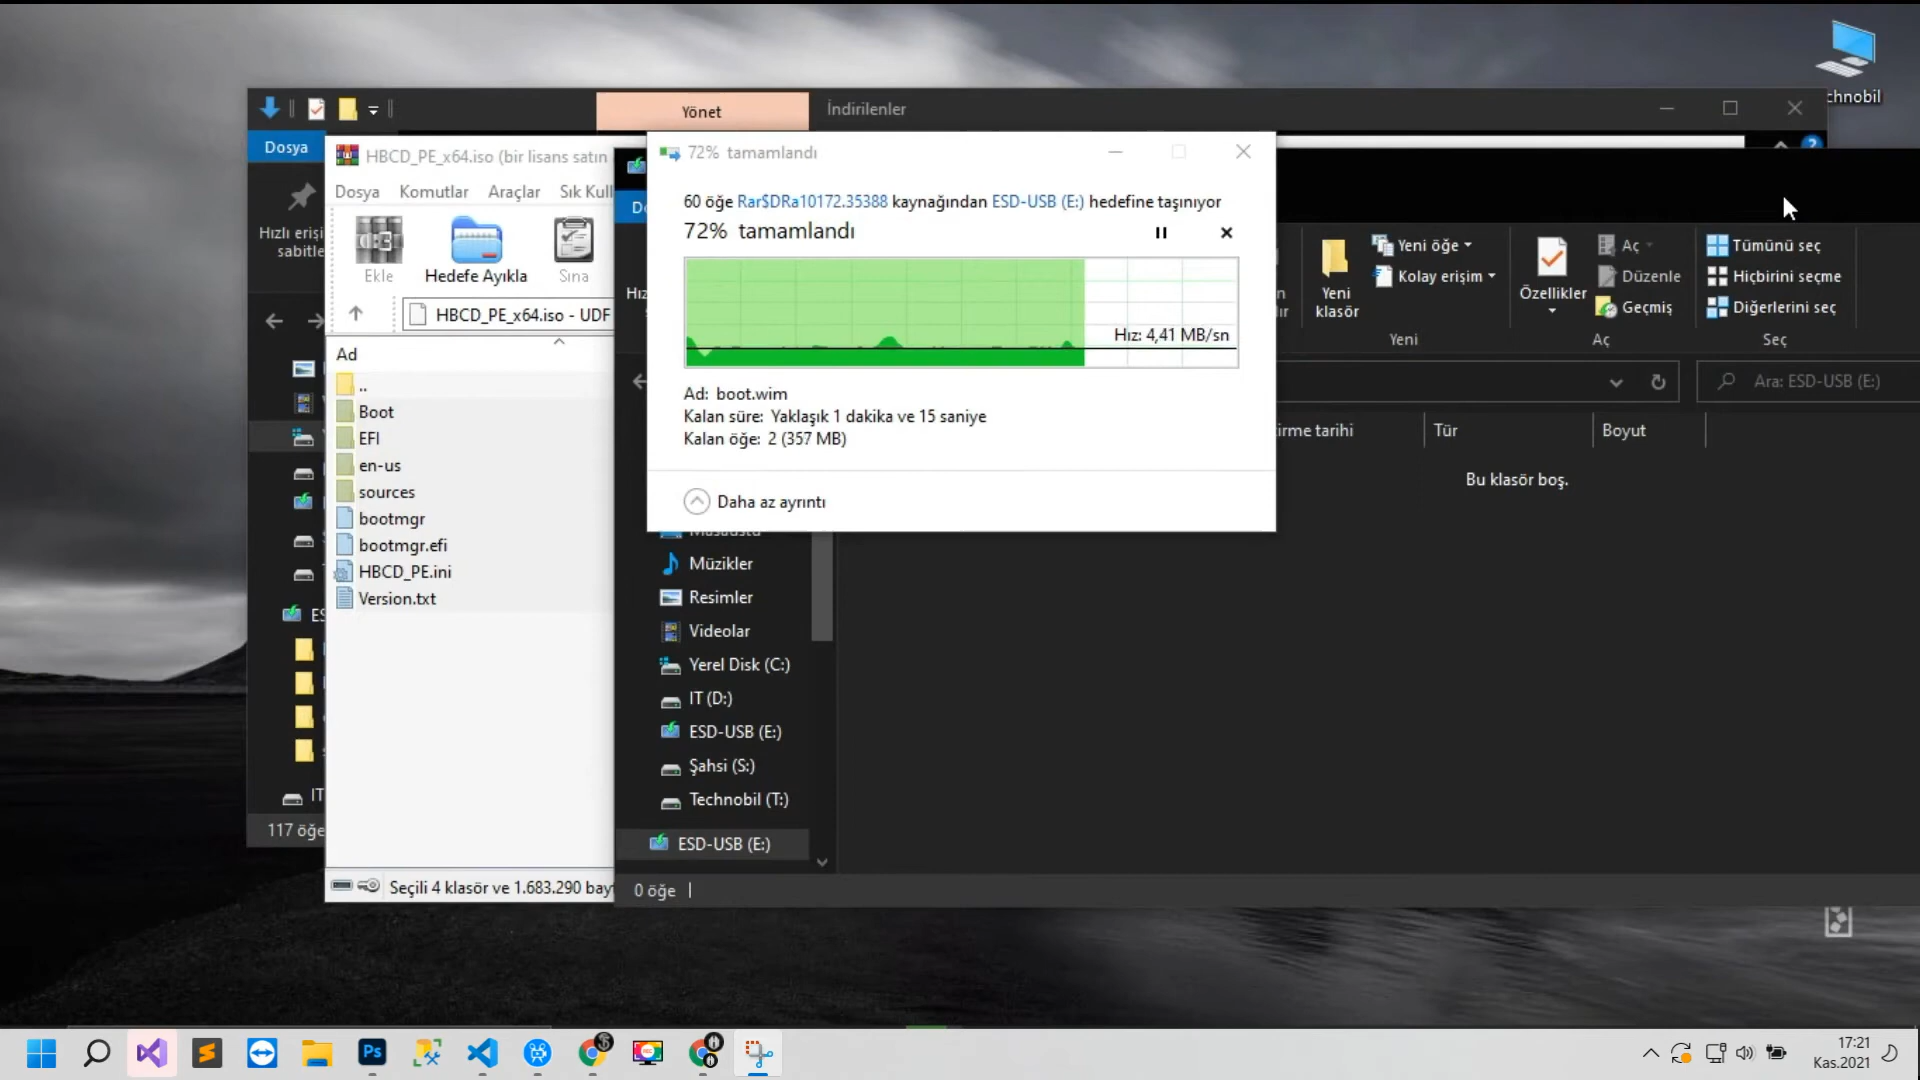 chnobil
Yönet
İndirilenler
Dosya
HBCD_PE_x64.iso (bir lisans satın
72% tamamlandı
Dosya Komutlar Araçlar Sık Kull
60 öğe Rar$DRa10172.35388 kaynağından ESD-USB (E:) hedefine taşınıyor
72% tamamlandı
Hızlı erişi
sabitle
Ekle
Hedefe Ayıkla
Sına
Hız: 4,41 MB/sn
Yeni
klasör
Yeni öğe
Kolay erişim
Yeni
Özellikler
Aç
Düzenle
Geçmiş
Aç
Tümünü seç
Hiçbirini seçme
Diğerlerini seç
Seç
HBCD_PE_x64.iso - UDF
Ad
..
Boot
EFI
en-us
sources
bootmgr
bootmgr.efi
HBCD_PE.ini
Version.txt
Ad: boot.wim
Kalan süre: Yaklaşık 1 dakika ve 15 saniye
Kalan öğe: 2 (357 MB)
Daha az ayrıntı
Ara: ESD-USB (E:)
irme tarihi
Tür
Boyut
Bu klasör boş.
Masaüstü
Müzikler
Resimler
Videolar
Yerel Disk (C:)
IT (D:)
ESD-USB (E:)
Şahsi (S:)
Technobil (T:)
ESD-USB (E:)
ES
IT
117 öğe
Seçili 4 klasör ve 1.683.290 bay
0 öğe
Ps
17:21
Kas.2021